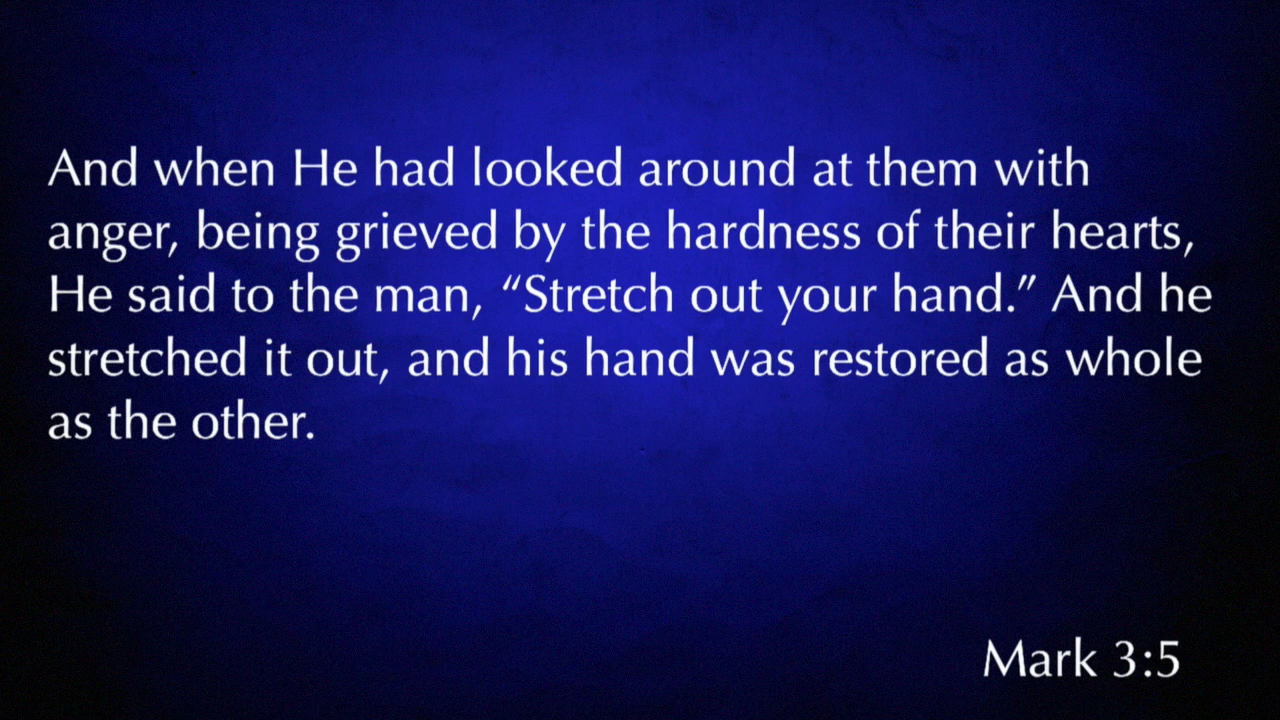 And when He had looked around at them with
anger, being grieved by the hardness of their hearts,
He said to the man, “Stretch out your hand.” And he
stretched it out, and his hand was restored as whole
as the other.
Mark 3:5